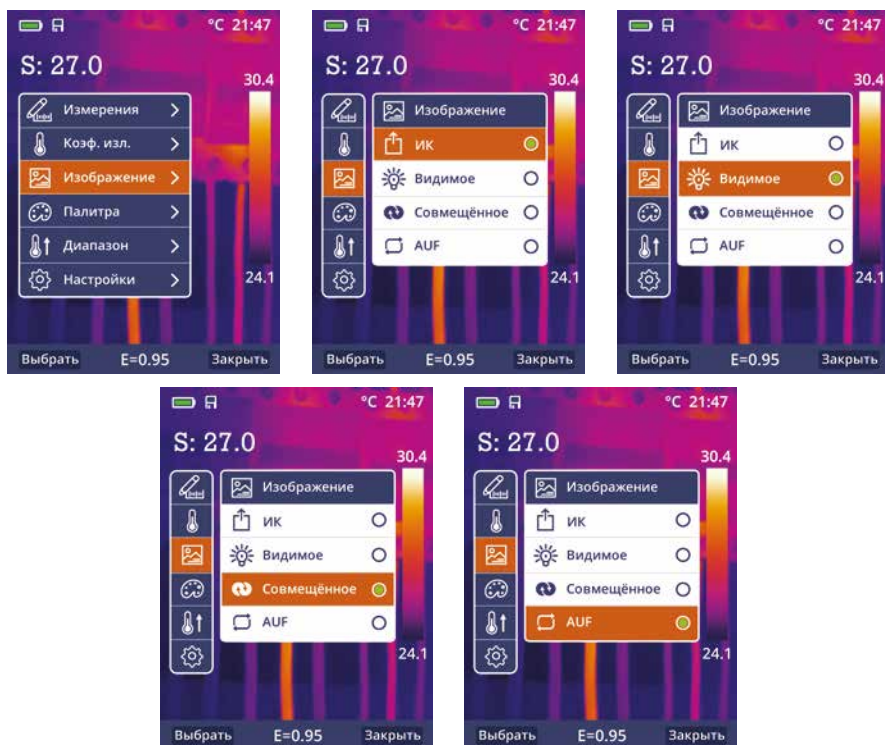 °C 21:47
S: 27.0
30.4
Измерения
Коэф. изл.
Изображение
Палитра
Диапазон
Настройки
24.1
Выбрать E=0.95 Закрыть
°C 21:47
S: 27.0
30.4
Изображение
ИК
Видимое
Совмещённое
AUF
24.1
Выбрать E=0.95 Закрыть
°C 21:47
S: 27.0
30.4
Изображение
ИК
Видимое
Совмещённое
AUF
24.1
Выбрать E=0.95 Закрыть
°C 21:47
S: 27.0
30.4
Изображение
ИК
Видимое
Совмещённое
AUF
24.1
Выбрать E=0.95 Закрыть
°C 21:47
S: 27.0
30.4
Изображение
ИК
Видимое
Совмещённое
AUF
24.1
Выбрать E=0.95 Закрыть